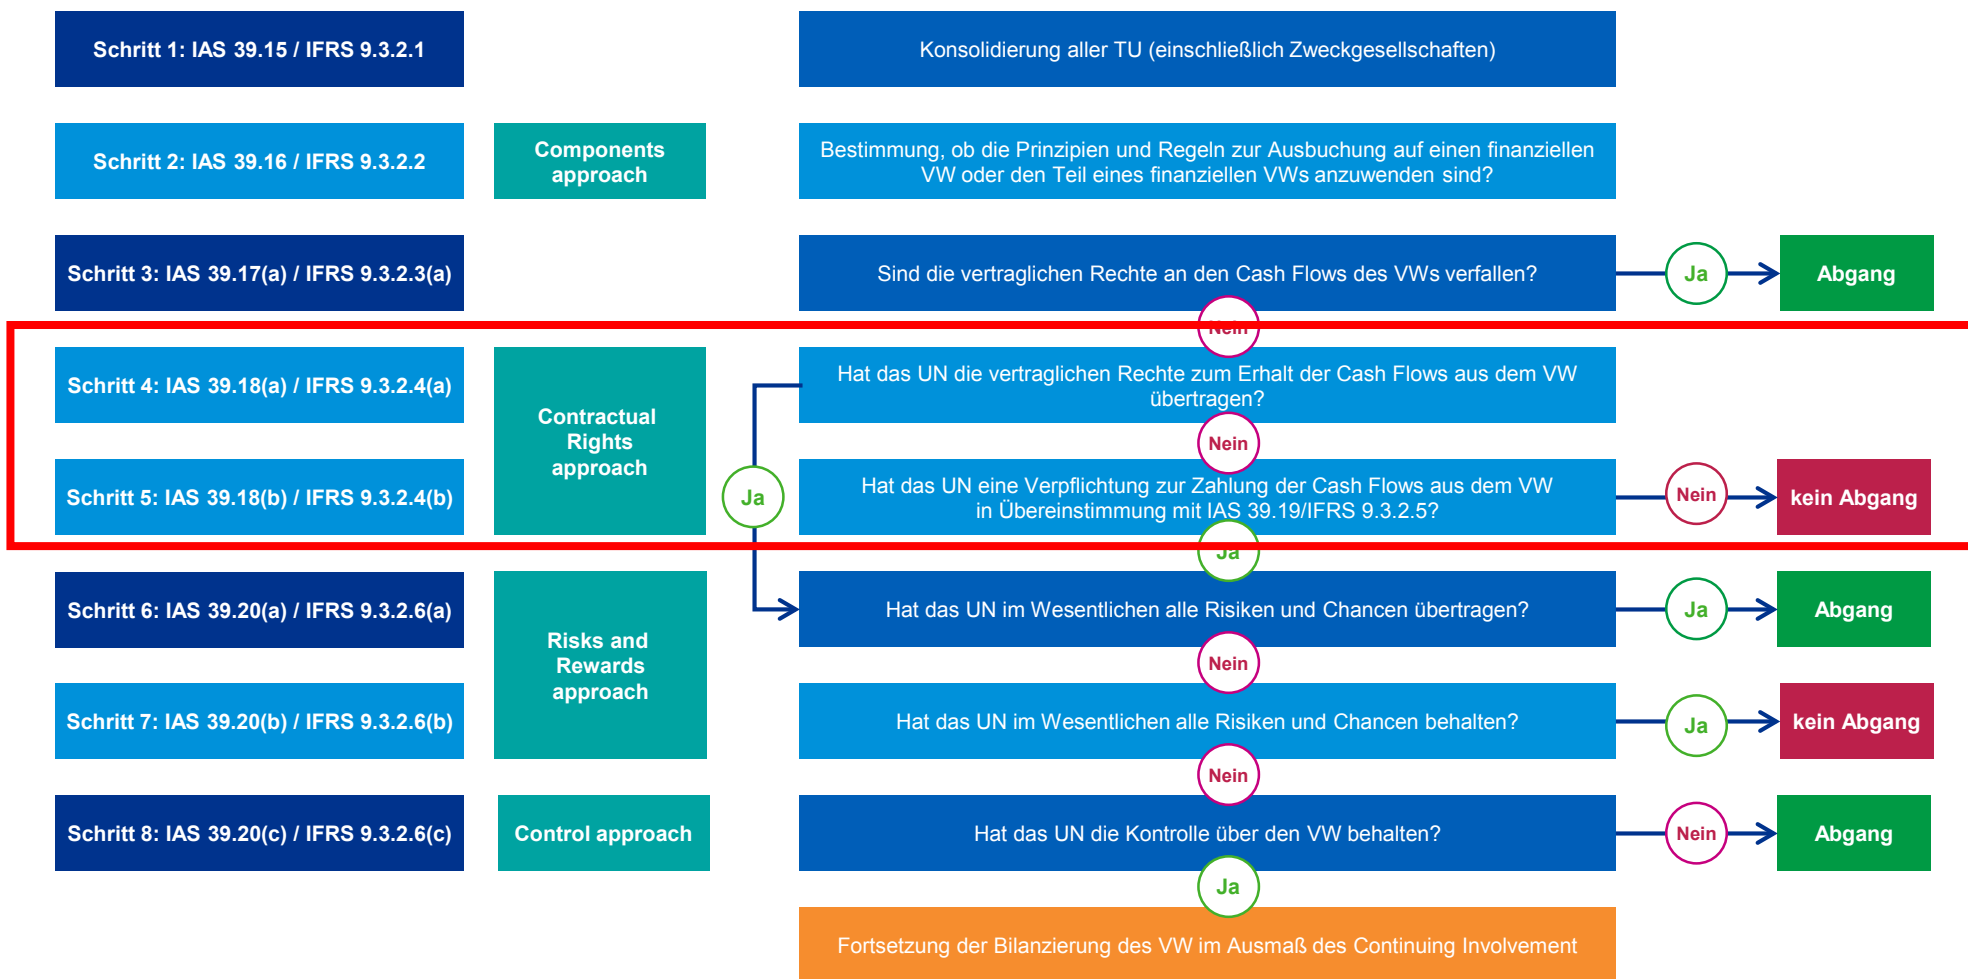 Schritt 1: IAS 39.15 / IFRS 9.3.2.1
Konsolidierung aller TU (einschließlich Zweckgesellschaften)
Schritt 2: IAS 39.16 / IFRS 9.3.2.2
Components
approach
Bestimmung, ob die Prinzipien und Regeln zur Ausbuchung auf einen finanziellen
VW oder den Teil eines finanziellen VWs anzuwenden sind?
Schritt 3: IAS 39.17(a) / IFRS 9.3.2.3(a)
Sind die vertraglichen Rechte an den Cash Flows des VWs verfallen?
Ja
Abgang
Nein
Schritt 4: IAS 39.18(a) / IFRS 9.3.2.4(a)
Contractual
Rights
approach
Hat das UN die vertraglichen Rechte zum Erhalt der Cash Flows aus dem VW
übertragen?
Nein
Ja
Schritt 5: IAS 39.18(b) / IFRS 9.3.2.4(b)
Hat das UN eine Verpflichtung zur Zahlung der Cash Flows aus dem VW
in Übereinstimmung mit IAS 39.19/IFRS 9.3.2.5?
Nein
kein Abgang
Ja
Schritt 6: IAS 39.20(a) / IFRS 9.3.2.6(a)
Risks and
Rewards
approach
Hat das UN im Wesentlichen alle Risiken und Chancen übertragen?
Ja
Abgang
Nein
Schritt 7: IAS 39.20(b) / IFRS 9.3.2.6(b)
Hat das UN im Wesentlichen alle Risiken und Chancen behalten?
Ja
kein Abgang
Nein
Schritt 8: IAS 39.20(c) / IFRS 9.3.2.6(c)
Control approach
Hat das UN die Kontrolle über den VW behalten?
Nein
Abgang
Ja
Fortsetzung der Bilanzierung des VW im Ausmaß des Continuing Involvement